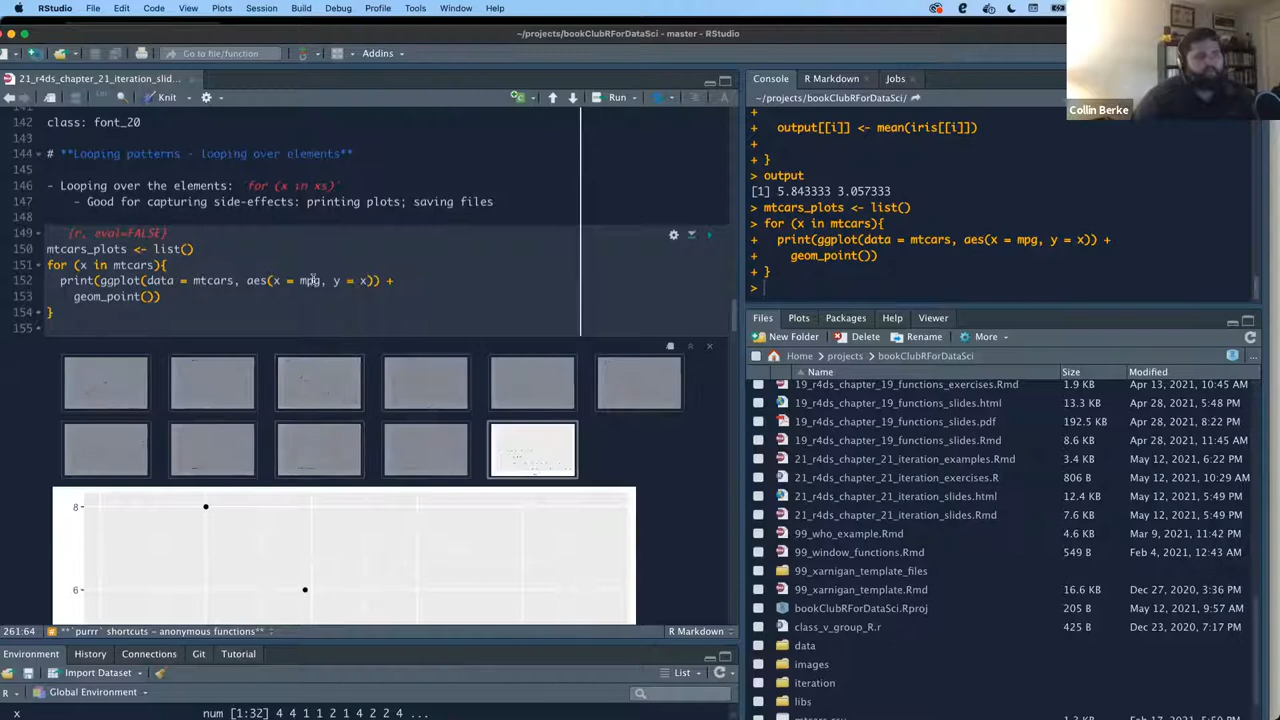 RStudio File Edit Code View Plots Session Build Debug Profile Tools Window Help
bookClubRForDataSci - master - RStudio
Go to file/function
Addins
21_r4ds_chapter_21_iteration_slid...
Knit
Run
142 class: font_20
143
144 # **Looping patterns - looping over elements**
145
146 - Looping over the elements: `for (x in xs)`
147 - Good for capturing side-effects: printing plots; saving files
148
149 {r, eval=FALSE}
150 mtcars_plots <- list()
151 for (x in mtcars){
152 print(ggplot(data = mtcars, aes(x = mpg, y = x)) +
153 geom_point())
154 }
155
8
6
261:64 **`purrr` shortcuts - anonymous functions** R Markdown
Environment History Connections Git Tutorial
Import Dataset List
R Global Environment
x num [1:32] 4 4 1 1 2 1 4 2 2 4 ...
Console R Markdown Jobs
~/projects/bookClubRForDataSci/
+
+ output[[i]] <- mean(iris[[i]])
+
+ }
> output
[1] 5.843333 3.057333
> mtcars_plots <- list()
> for (x in mtcars){
+ print(ggplot(data = mtcars, aes(x = mpg, y = x)) +
+ geom_point())
+ }
>
Files Plots Packages Help Viewer
New Folder Delete Rename More
Home projects bookClubRForDataSci ...
Name Size Modified
19_r4ds_chapter_19_functions_exercises.Rmd 1.9 KB Apr 13, 2021, 10:45 AM
19_r4ds_chapter_19_functions_slides.html 13.3 KB Apr 28, 2021, 5:48 PM
19_r4ds_chapter_19_functions_slides.pdf 192.5 KB Apr 28, 2021, 8:22 PM
19_r4ds_chapter_19_functions_slides.Rmd 8.6 KB Apr 28, 2021, 11:45 AM
21_r4ds_chapter_21_iteration_examples.Rmd 3.4 KB May 12, 2021, 6:22 PM
21_r4ds_chapter_21_iteration_exercises.R 806 B May 12, 2021, 10:29 AM
21_r4ds_chapter_21_iteration_slides.html 12.4 KB May 12, 2021, 5:49 PM
21_r4ds_chapter_21_iteration_slides.Rmd 7.6 KB May 12, 2021, 5:49 PM
99_who_example.Rmd 4.6 KB Mar 9, 2021, 11:42 PM
99_window_functions.Rmd 549 B Feb 4, 2021, 12:43 AM
99_xarnigan_template_files
99_xarnigan_template.Rmd 16.6 KB Dec 27, 2020, 3:36 PM
bookClubRForDataSci.Rproj 205 B May 12, 2021, 9:57 AM
class_v_group_R.r 425 B Dec 23, 2020, 7:17 PM
data
images
iteration
libs
Collin Berke